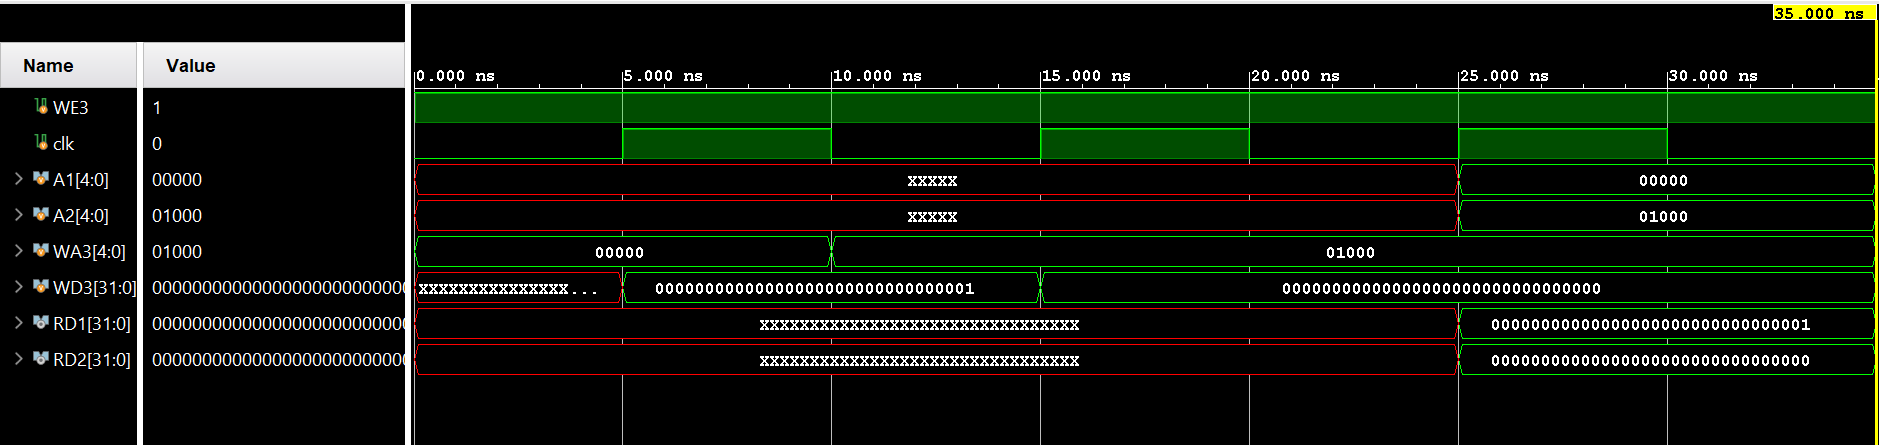 35.000 ns
Name Value
0.000 ns 5.000 ns 10.000 ns 15.000 ns 20.000 ns 25.000 ns 30.000 ns
WE3 1
clk 0
A1[4:0] 00000 XXXXX 00000
A2[4:0] 01000 XXXXX 01000
WA3[4:0] 01000 00000 01000
WD3[31:0] 0000000000000000000000000 XXXXXXXXXXXXXXX... 00000000000000000000000000000001 00000000000000000000000000000000
RD1[31:0] 0000000000000000000000000 XXXXXXXXXXXXXXXXXXXXXXXXXXXXXXXX 00000000000000000000000000000001
RD2[31:0] 0000000000000000000000000 XXXXXXXXXXXXXXXXXXXXXXXXXXXXXXXX 00000000000000000000000000000000